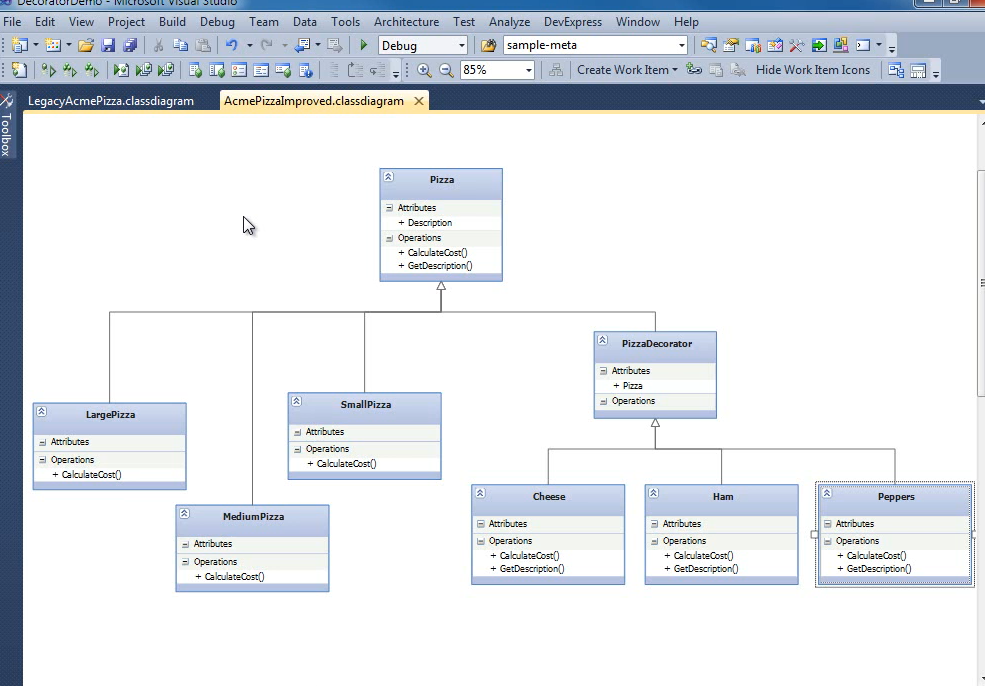 DecoratorDemo - Microsoft Visual Studio
File Edit View Project Build Debug Team Data Tools Architecture Test Analyze DevExpress Window Help
Debug sample-meta
85% Create Work Item Hide Work Item Icons
LegacyAcmePizza.classdiagram AcmePizzaImproved.classdiagram
Toolbox
Pizza
Attributes
+ Description
Operations
+ CalculateCost()
+ GetDescription()
PizzaDecorator
Attributes
+ Pizza
Operations
LargePizza
Attributes
Operations
+ CalculateCost()
SmallPizza
Attributes
Operations
+ CalculateCost()
MediumPizza
Attributes
Operations
+ CalculateCost()
Cheese
Attributes
Operations
+ CalculateCost()
+ GetDescription()
Ham
Attributes
Operations
+ CalculateCost()
+ GetDescription()
Peppers
Attributes
Operations
+ CalculateCost()
+ GetDescription()